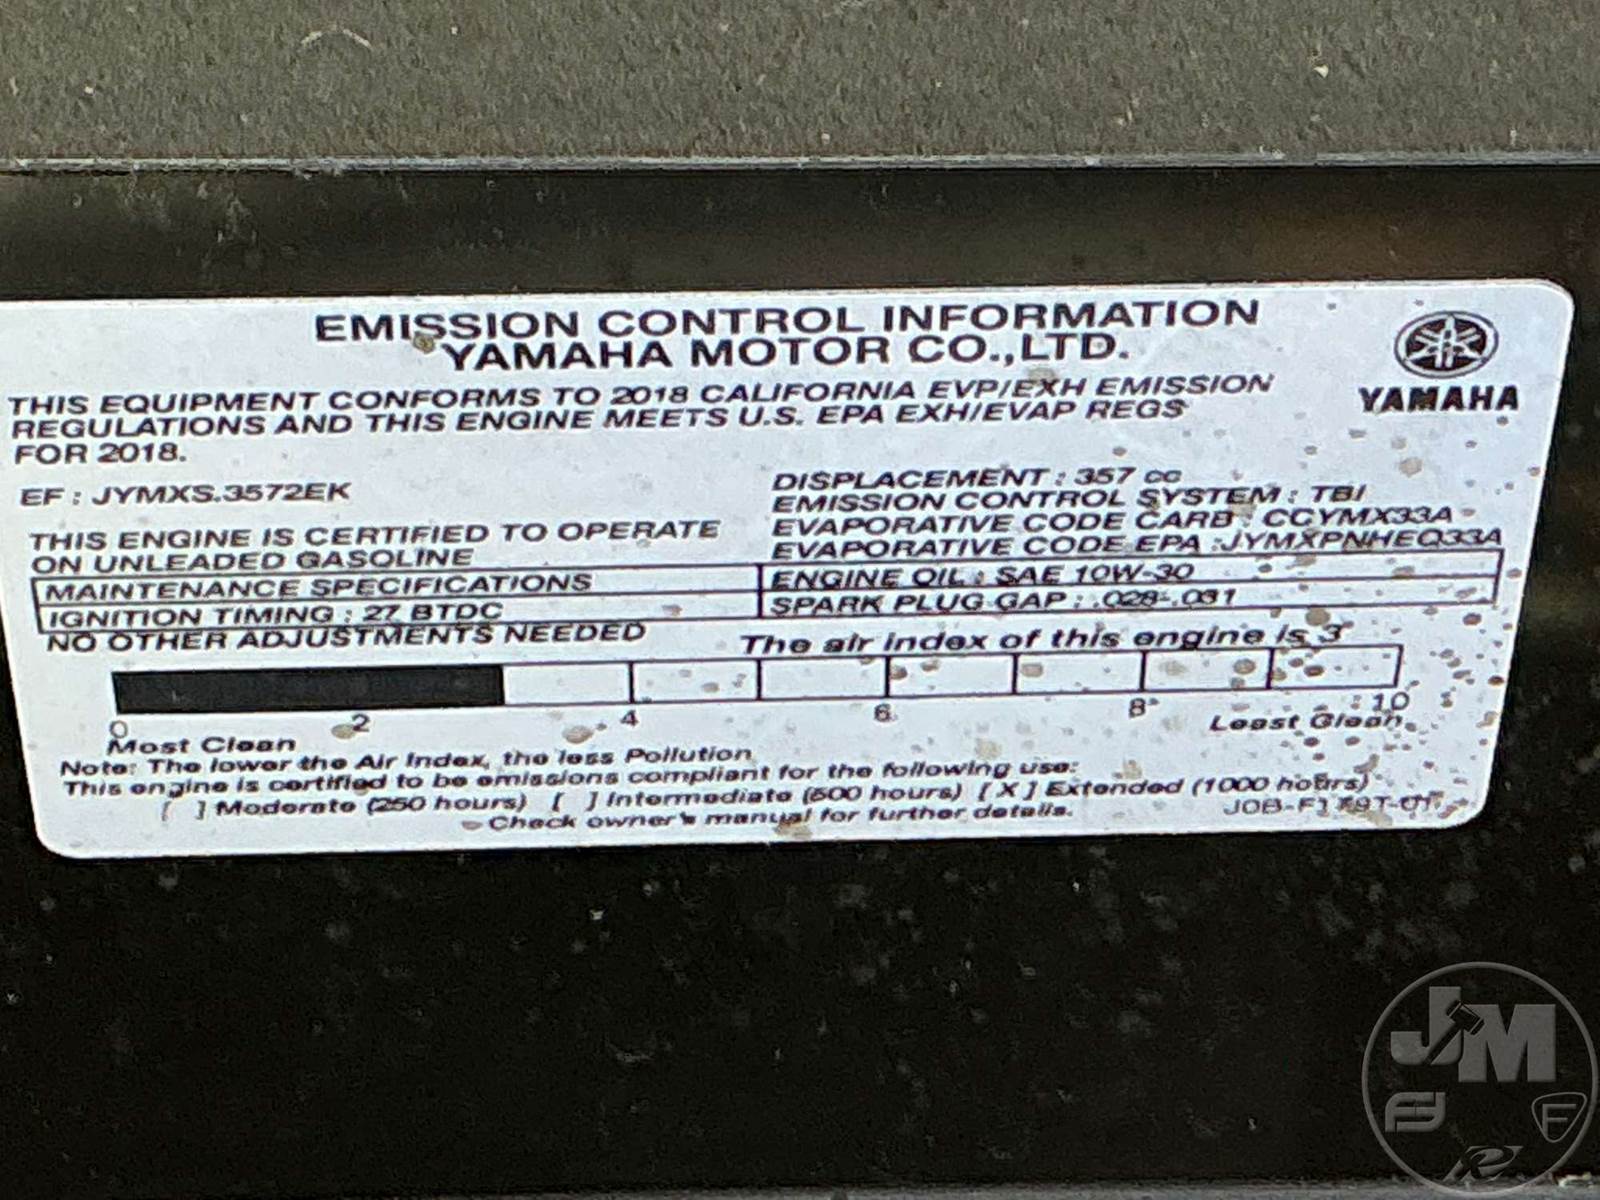 EMISSION CONTROL INFORMATION
YAMAHA MOTOR CO.,LTD.
YAMAHA
THIS EQUIPMENT CONFORMS TO 2018 CALIFORNIA EVP/EXH EMISSION
REGULATIONS AND THIS ENGINE MEETS U.S. EPA EXH/EVAP REGS
FOR 2018.
EF : JYMXS.3572EK
THIS ENGINE IS CERTIFIED TO OPERATE
ON UNLEADED GASOLINE
DISPLACEMENT : 357 cc
EMISSION CONTROL SYSTEM : TBI
EVAPORATIVE CODE CARB : CCYMX33A
EVAPORATIVE CODE EPA : JYMXPNHEQ33A
MAINTENANCE SPECIFICATIONS
ENGINE OIL : SAE 10W-30
IGNITION TIMING : 27 BTDC
SPARK PLUG GAP : .028-.031
NO OTHER ADJUSTMENTS NEEDED
The air index of this engine is 3
0 2 4 6 8 10
Most Clean
Least Clean
Note: The lower the Air Index, the less Pollution
This engine is certified to be emissions compliant for the following use:
[ ] Moderate (250 hours) [ ] Intermediate (500 hours) [X] Extended (1000 hours)
Check owner's manual for further details.
JM
F